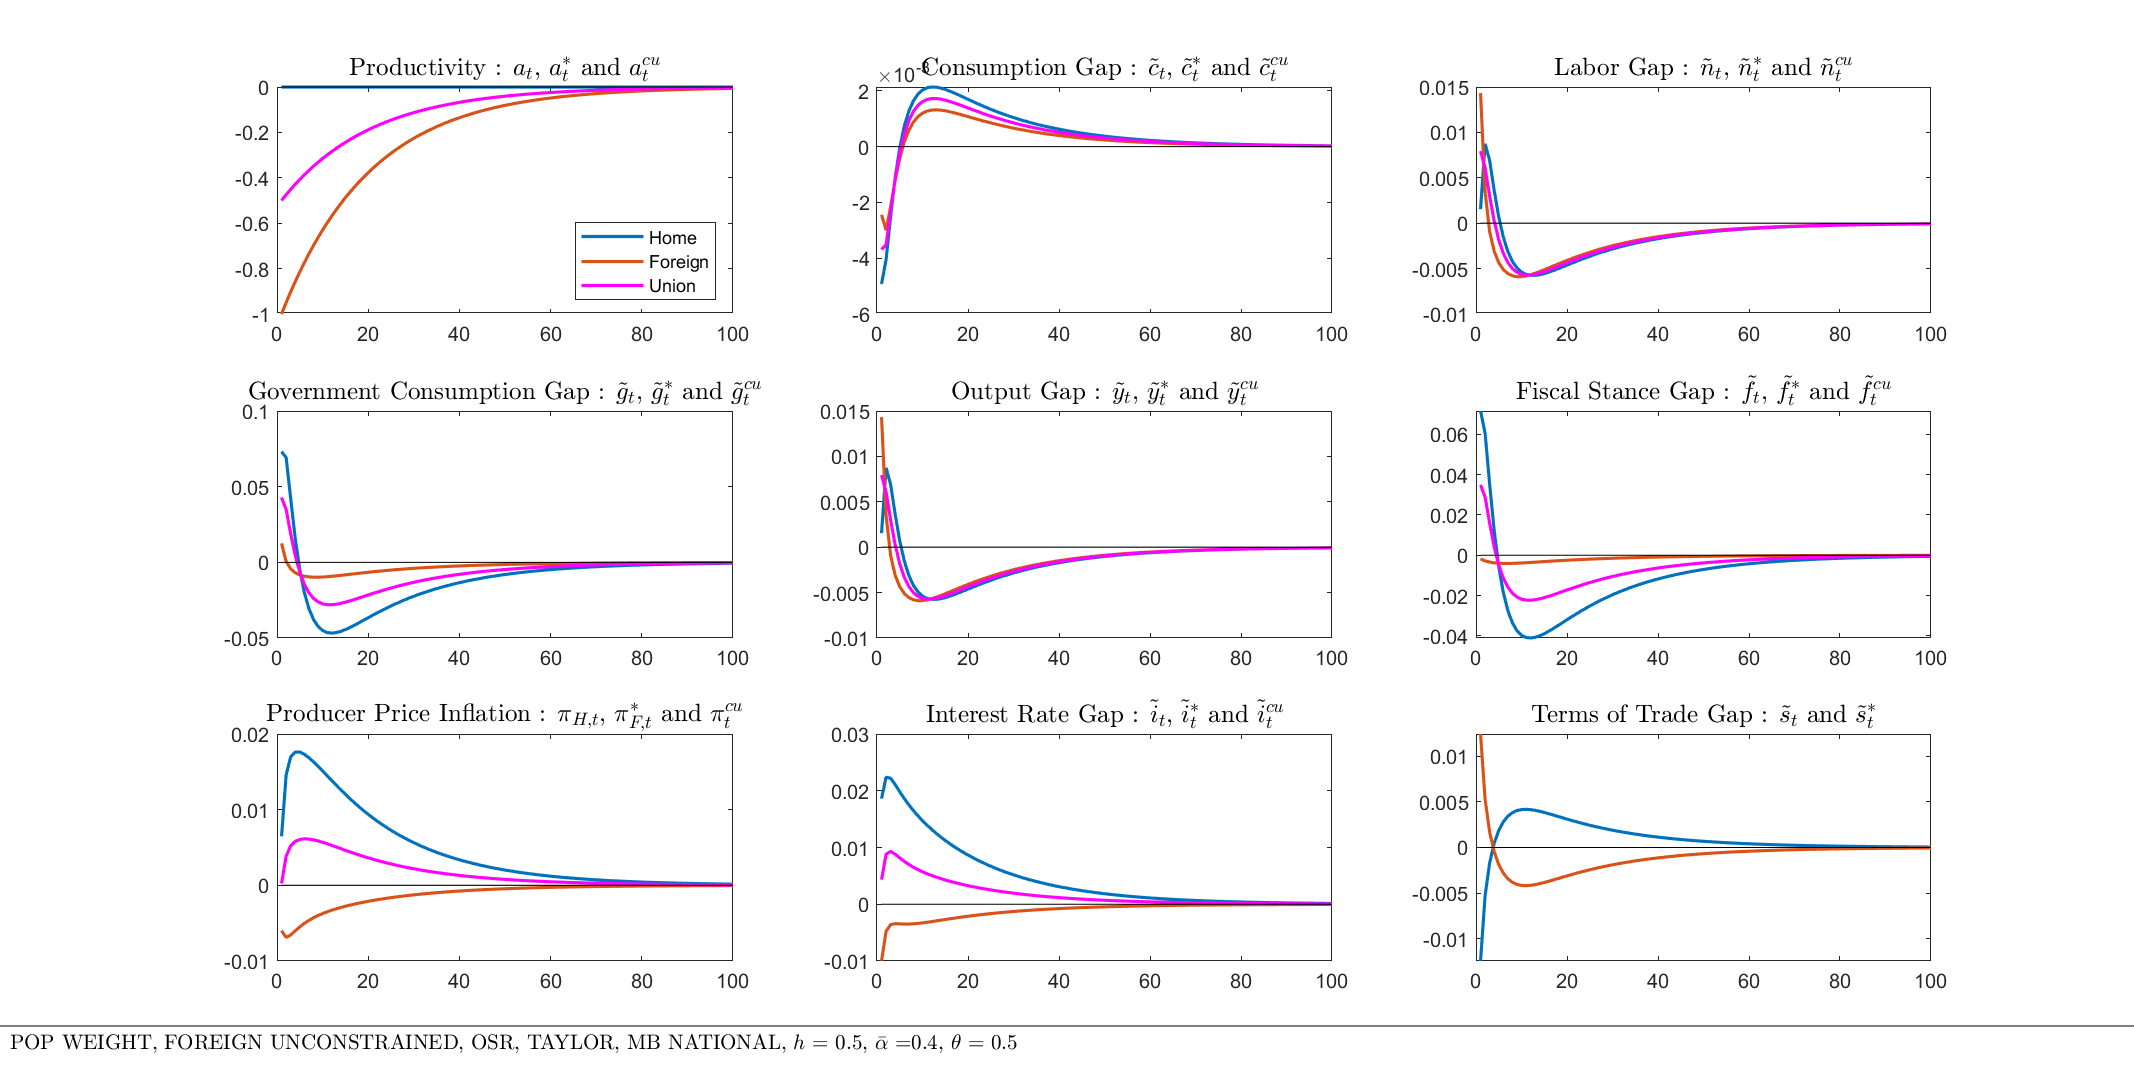 Productivity : a_t, a_t^* and a_t^{cu}
0
-0.2
-0.4
-0.6
-0.8
-1
0 20 40 60 80 100
Home
Foreign
Union
×10^{-3}
Consumption Gap : c̃_t, c̃_t^* and c̃_t^{cu}
2
0
-2
-4
-6
0 20 40 60 80 100
Labor Gap : ñ_t, ñ_t^* and ñ_t^{cu}
0.015
0.01
0.005
0
-0.005
-0.01
0 20 40 60 80 100
Government Consumption Gap : g̃_t, g̃_t^* and g̃_t^{cu}
0.1
0.05
0
-0.05
0 20 40 60 80 100
Output Gap : ỹ_t, ỹ_t^* and ỹ_t^{cu}
0.015
0.01
0.005
0
-0.005
-0.01
0 20 40 60 80 100
Fiscal Stance Gap : f̃_t, f̃_t^* and f̃_t^{cu}
0.06
0.04
0.02
0
-0.02
-0.04
0 20 40 60 80 100
Producer Price Inflation : π_{H,t}, π_{F,t}^* and π_t^{cu}
0.02
0.01
0
-0.01
0 20 40 60 80 100
Interest Rate Gap : ĩ_t, ĩ_t^* and ĩ_t^{cu}
0.03
0.02
0.01
0
-0.01
0 20 40 60 80 100
Terms of Trade Gap : s̃_t and s̃_t^*
0.01
0.005
0
-0.005
-0.01
0 20 40 60 80 100
POP WEIGHT, FOREIGN UNCONSTRAINED, OSR, TAYLOR, MB NATIONAL, h = 0.5, ᾱ =0.4, θ = 0.5